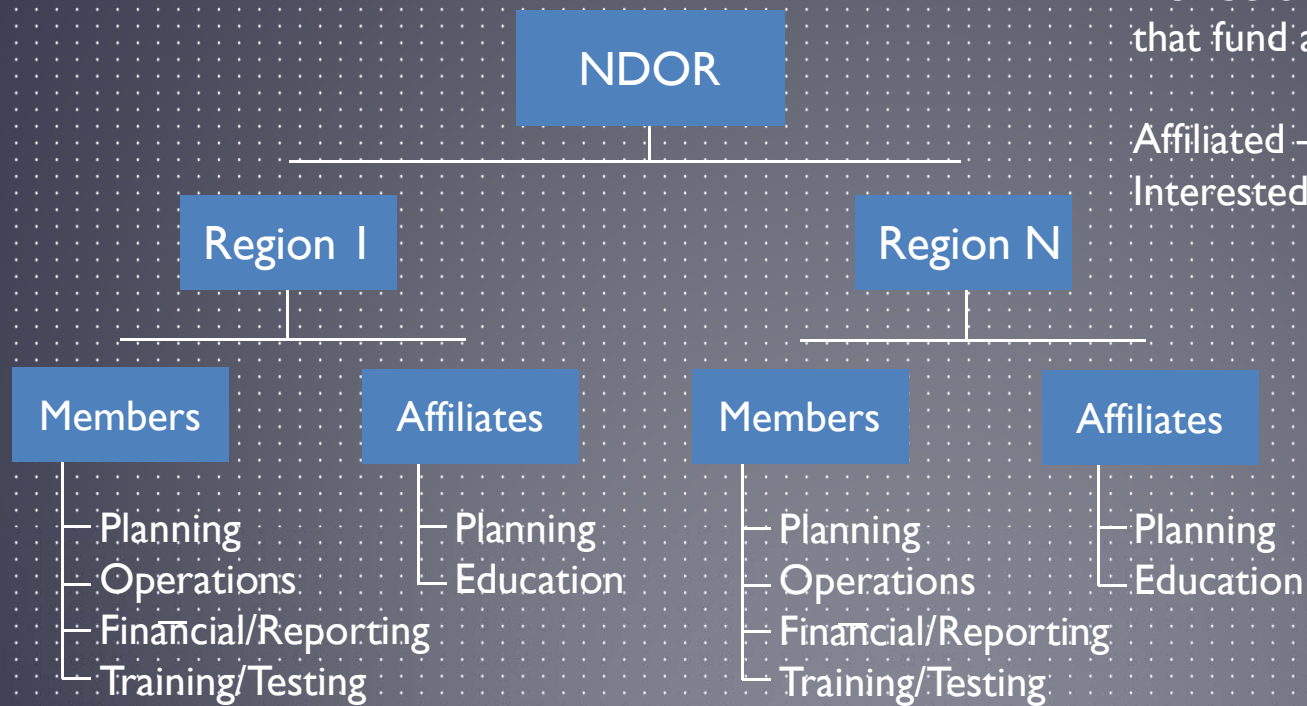 NDOR
that fund
Affiliated -
Interested
Region 1
Region N
Members
Affiliates
Members
Affiliates
Planning
Operations
Financial/Reporting
Training/Testing
Planning
Education
Planning
Operations
Financial/Reporting
Training/Testing
Planning
Education